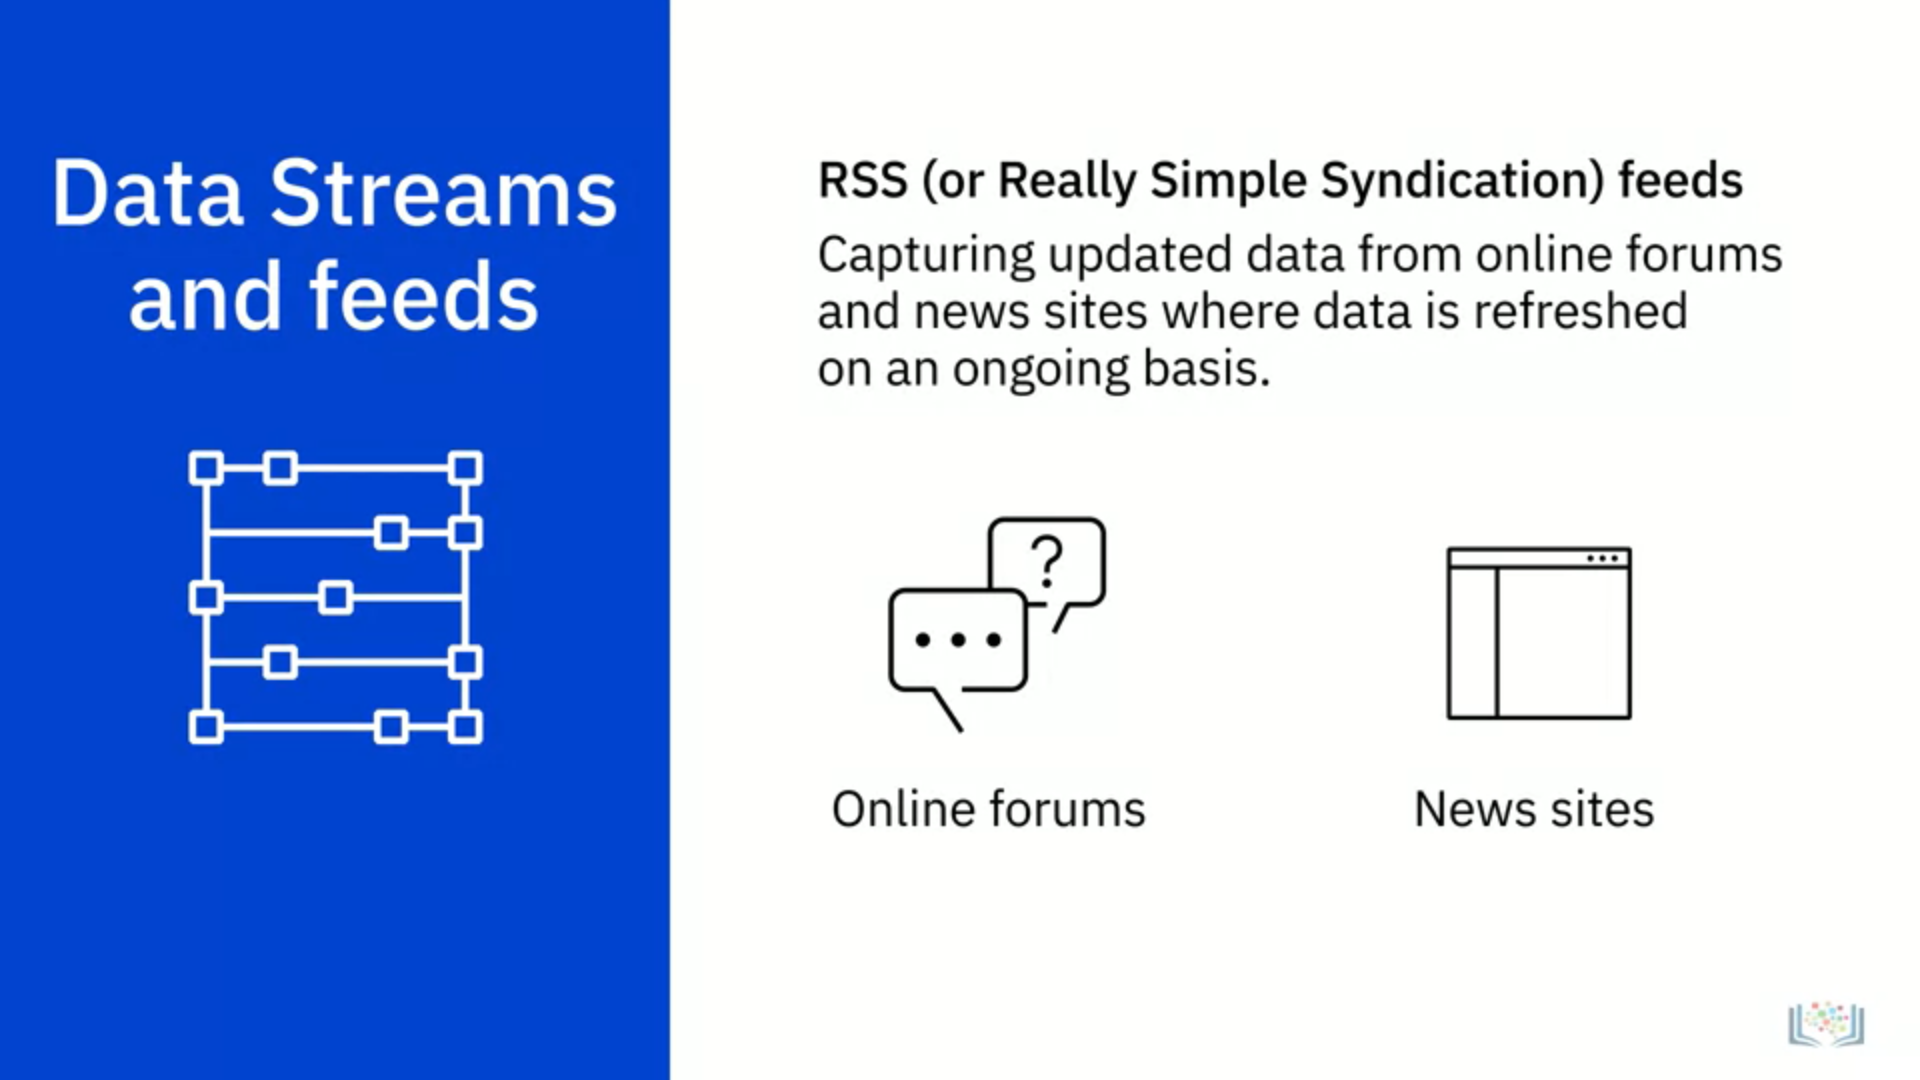 Data Streams
and feeds
RSS (or Really Simple Syndication) feeds
Capturing updated data from online forums
and news sites where data is refreshed
on an ongoing basis.
?
Online forums
News sites